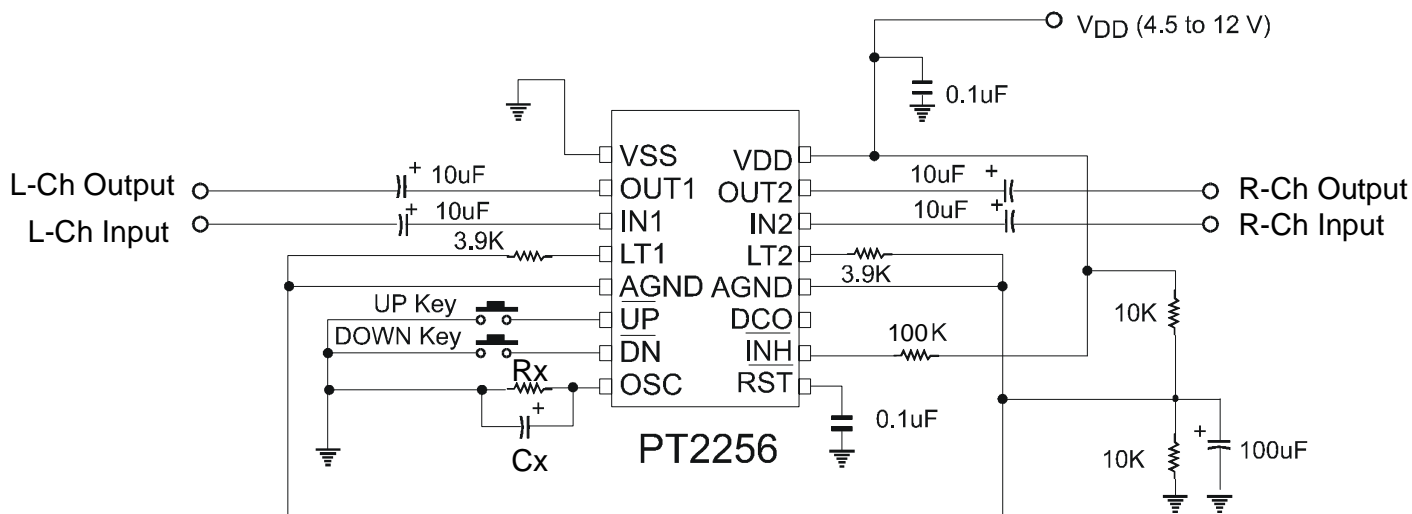 VDD (4.5 to 12 V)
0.1uF
VSS
VDD
L-Ch Output
+
10uF
OUT1
OUT2
10uF
+
R-Ch Output
L-Ch Input
+
10uF
IN1
IN2
10uF
+
R-Ch Input
3.9K
LT1
LT2
3.9K
AGND
AGND
UP Key
UP
DCO
10K
DOWN Key
DN
INH
100K
Rx
OSC
RST
+
Cx
0.1uF
PT2256
10K
+
100uF